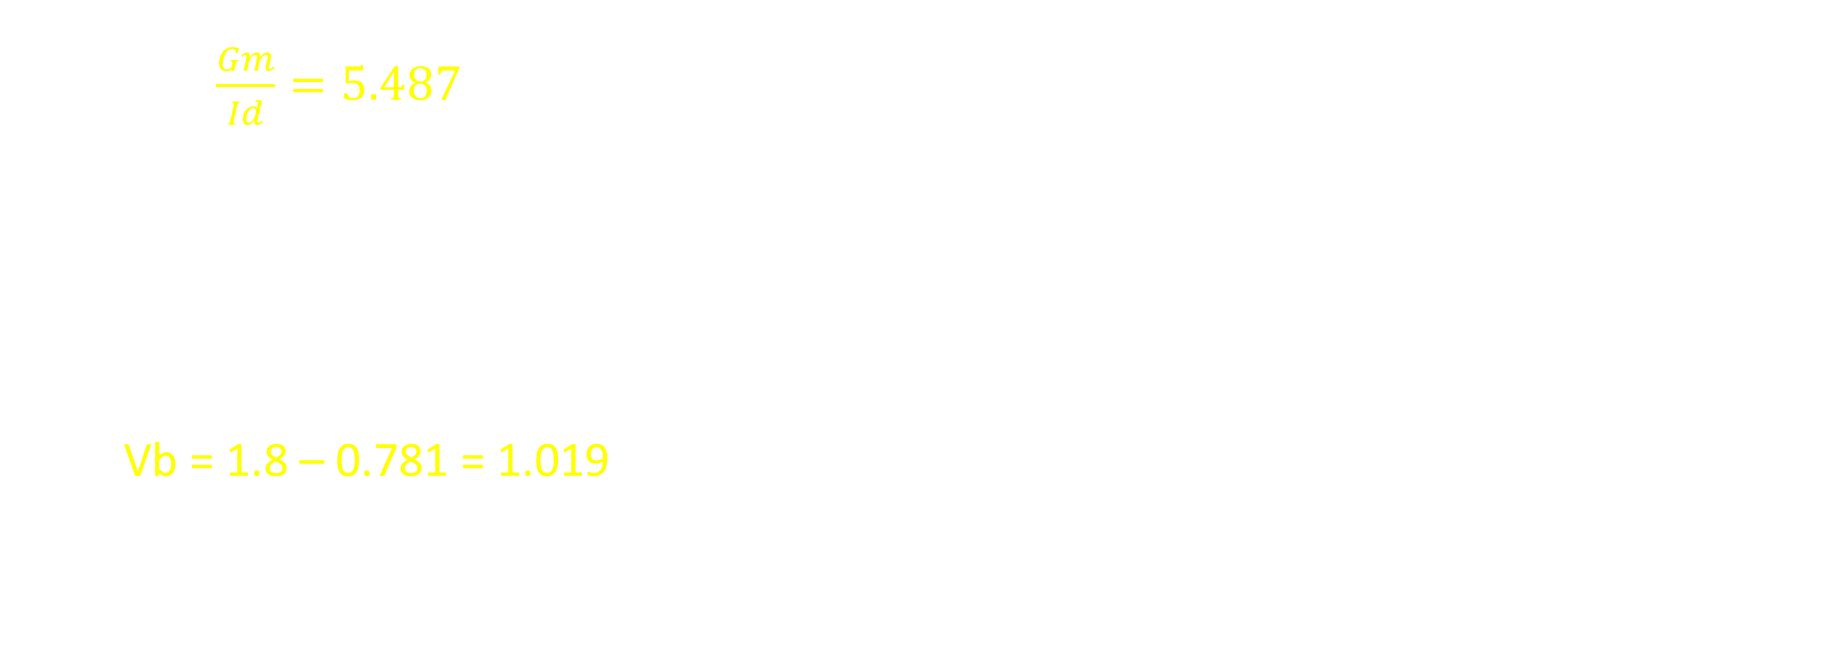 Gm/Id = 5.487
Vb = 1.8 – 0.781 = 1.019